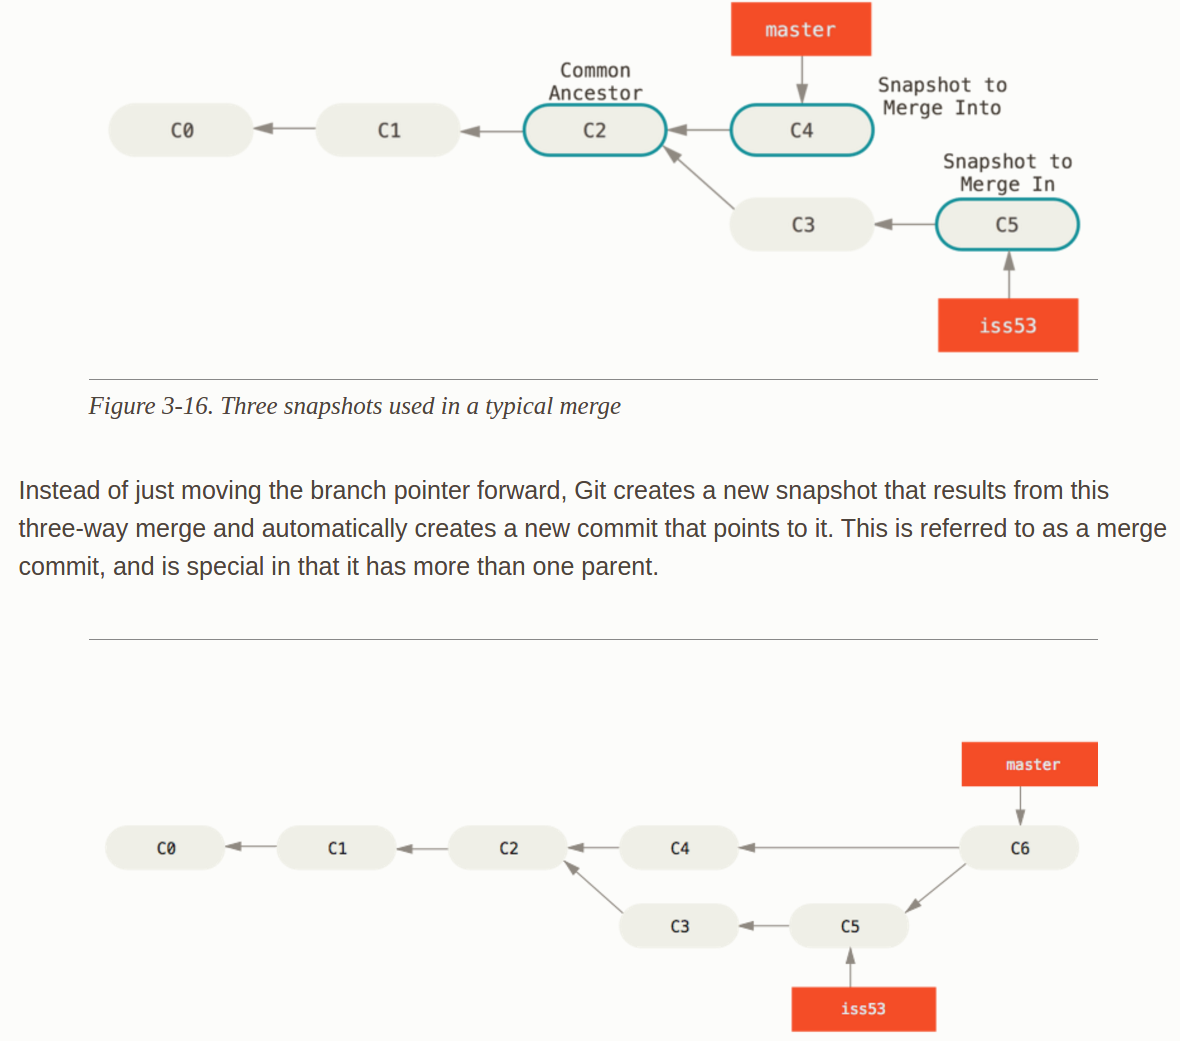 master
Common
Ancestor
Snapshot to
Merge Into
C0
C1
C2
C4
Snapshot to
Merge In
C3
C5
iss53
Figure 3-16. Three snapshots used in a typical merge
Instead of just moving the branch pointer forward, Git creates a new snapshot that results from this
three-way merge and automatically creates a new commit that points to it. This is referred to as a merge
commit, and is special in that it has more than one parent.
master
C0
C1
C2
C4
C6
C3
C5
iss53